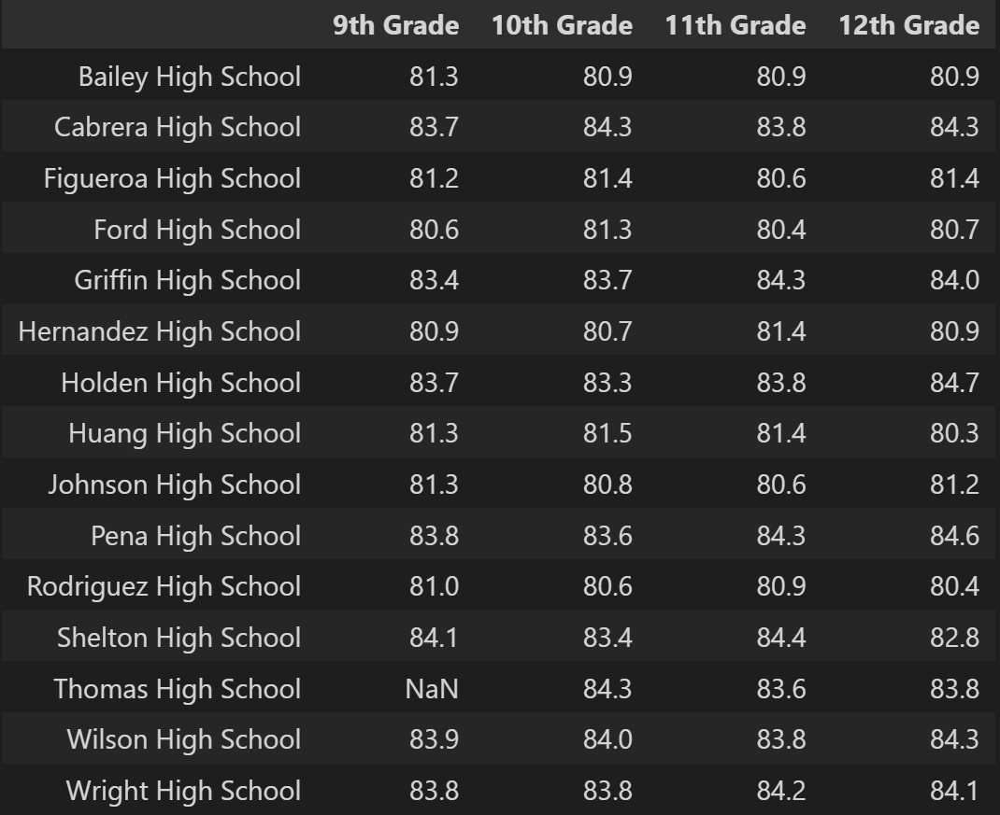 9th Grade 10th Grade 11th Grade 12th Grade
Bailey High School 81.3 80.9 80.9 80.9
Cabrera High School 83.7 84.3 83.8 84.3
Figueroa High School 81.2 81.4 80.6 81.4
Ford High School 80.6 81.3 80.4 80.7
Griffin High School 83.4 83.7 84.3 84.0
Hernandez High School 80.9 80.7 81.4 80.9
Holden High School 83.7 83.3 83.8 84.7
Huang High School 81.3 81.5 81.4 80.3
Johnson High School 81.3 80.8 80.6 81.2
Pena High School 83.8 83.6 84.3 84.6
Rodriguez High School 81.0 80.6 80.9 80.4
Shelton High School 84.1 83.4 84.4 82.8
Thomas High School NaN 84.3 83.6 83.8
Wilson High School 83.9 84.0 83.8 84.3
Wright High School 83.8 83.8 84.2 84.1